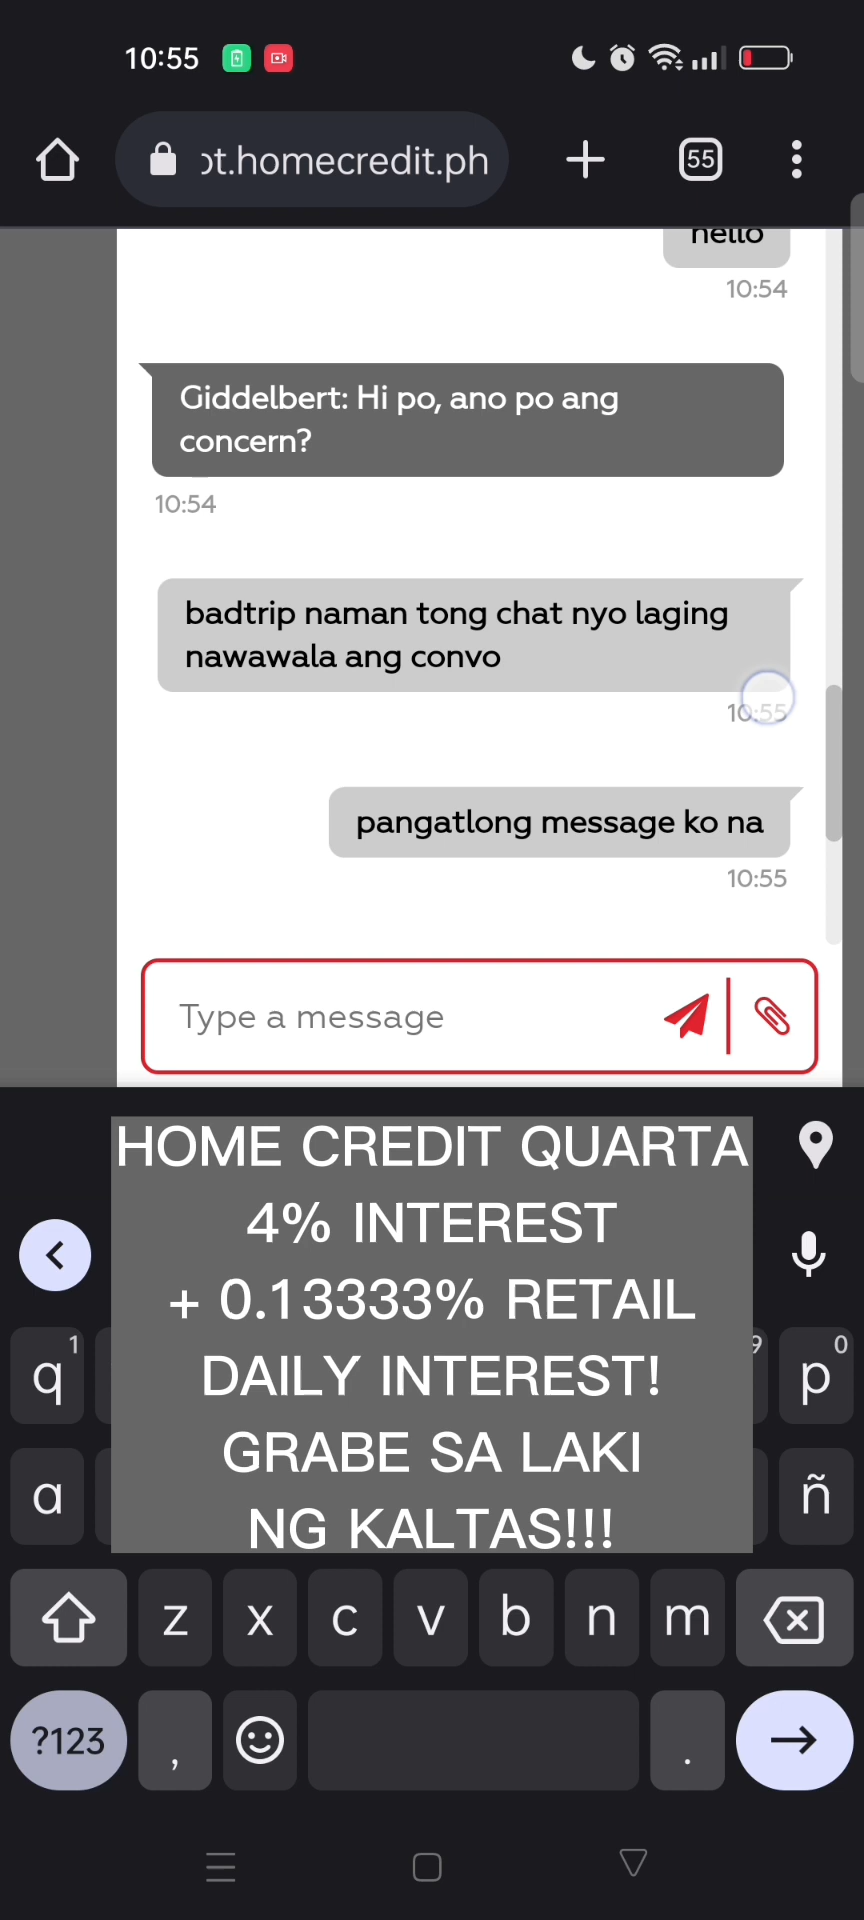 10:55
ot.homecredit.ph
55
hello
10:54
Giddelbert: Hi po, ano po ang
concern?
10:54
badtrip naman tong chat nyo laging
nawawala ang convo
10:55
pangatlong message ko na
10:55
Type a message
HOME CREDIT QUARTA
4% INTEREST
+ 0.13333% RETAIL
DAILY INTEREST!
GRABE SA LAKI
NG KALTAS!!!
q 1 9 p 0
a ñ
z x c v b n m
?123 , .